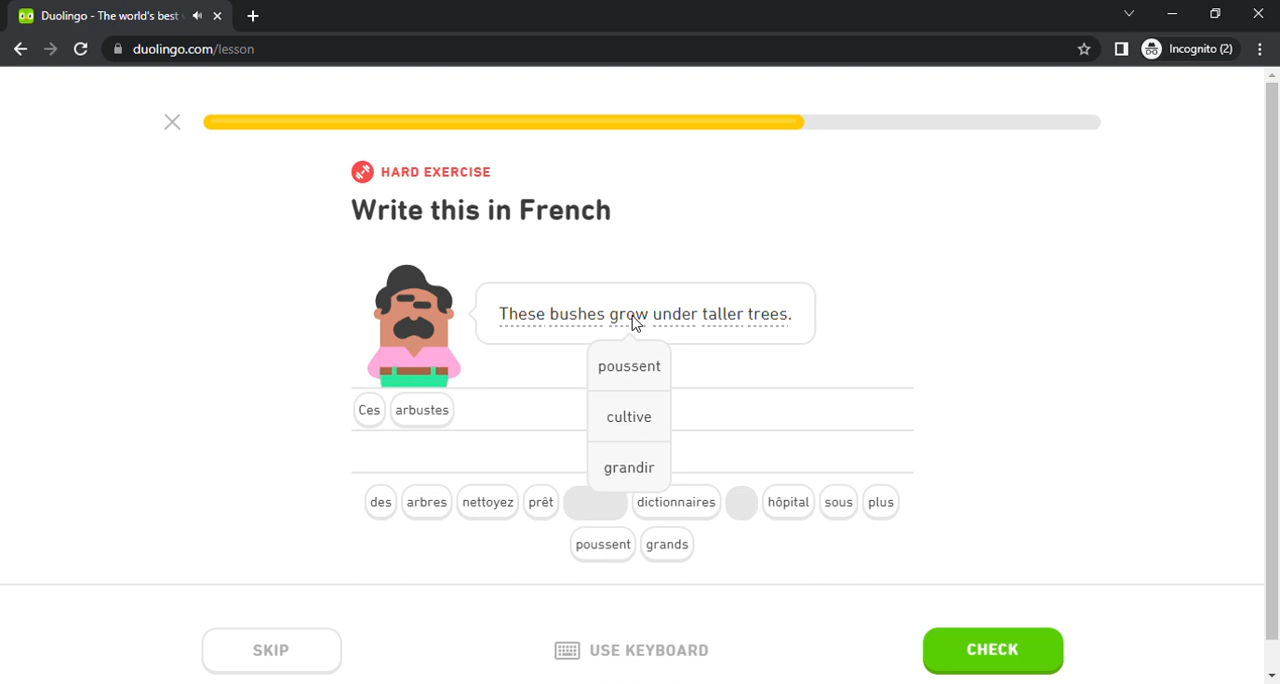 Duolingo - The world's best
duolingo.com/lesson
Incognito (2)
HARD EXERCISE
Write this in French
These bushes grow under taller trees.
poussent
cultive
grandir
Ces arbustes
des arbres nettoyez prêt dictionnaires hôpital sous plus
poussent grands
SKIP
USE KEYBOARD
CHECK